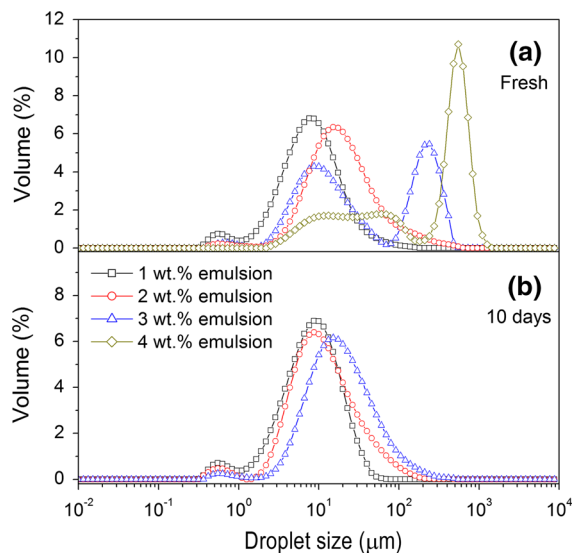 12
10
8
6
4
2
0
Volume (%)
(a)
Fresh
1 wt.% emulsion
2 wt.% emulsion
3 wt.% emulsion
4 wt.% emulsion
(b)
10 days
8
6
4
2
0
Volume (%)
10⁻² 10⁻¹ 10⁰ 10¹ 10² 10³ 10⁴
Droplet size (μm)